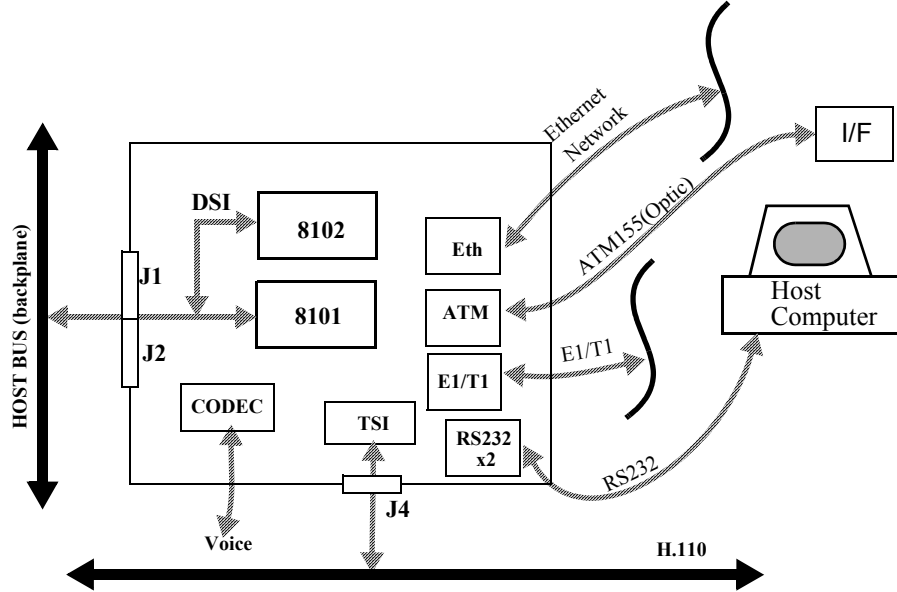 Ethernet
Network
I/F
DSI
8102
Eth
ATM155(Optic)
HOST BUS (backplane)
J1
8101
ATM
Host
Computer
J2
E1/T1
E1/T1
CODEC
TSI
RS232
x2
RS232
J4
Voice
H.110